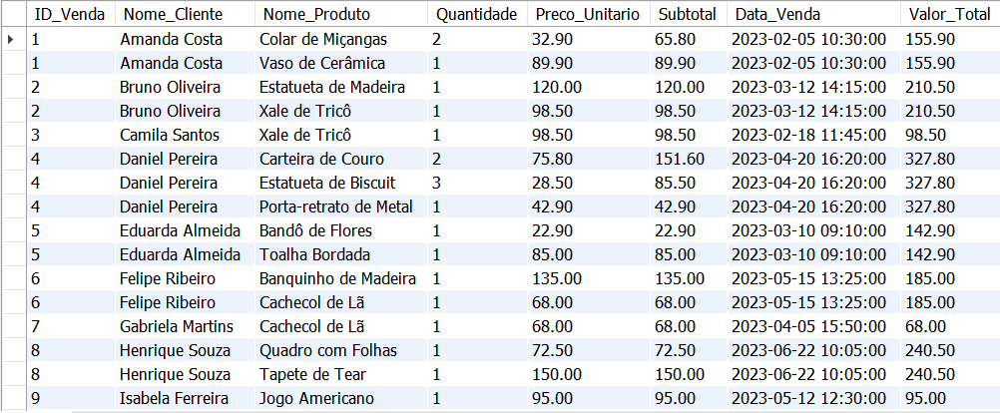 ID_Venda Nome_Cliente Nome_Produto Quantidade Preco_Unitario Subtotal Data_Venda Valor_Total
1 Amanda Costa Colar de Miçangas 2 32.90 65.80 2023-02-05 10:30:00 155.90
1 Amanda Costa Vaso de Cerâmica 1 89.90 89.90 2023-02-05 10:30:00 155.90
2 Bruno Oliveira Estatueta de Madeira 1 120.00 120.00 2023-03-12 14:15:00 210.50
2 Bruno Oliveira Xale de Tricô 1 98.50 98.50 2023-03-12 14:15:00 210.50
3 Camila Santos Xale de Tricô 1 98.50 98.50 2023-02-18 11:45:00 98.50
4 Daniel Pereira Carteira de Couro 2 75.80 151.60 2023-04-20 16:20:00 327.80
4 Daniel Pereira Estatueta de Biscuit 3 28.50 85.50 2023-04-20 16:20:00 327.80
4 Daniel Pereira Porta-retrato de Metal 1 42.90 42.90 2023-04-20 16:20:00 327.80
5 Eduarda Almeida Bandô de Flores 1 22.90 22.90 2023-03-10 09:10:00 142.90
5 Eduarda Almeida Toalha Bordada 1 85.00 85.00 2023-03-10 09:10:00 142.90
6 Felipe Ribeiro Banquinho de Madeira 1 135.00 135.00 2023-05-15 13:25:00 185.00
6 Felipe Ribeiro Cachecol de Lã 1 68.00 68.00 2023-05-15 13:25:00 185.00
7 Gabriela Martins Cachecol de Lã 1 68.00 68.00 2023-04-05 15:50:00 68.00
8 Henrique Souza Quadro com Folhas 1 72.50 72.50 2023-06-22 10:05:00 240.50
8 Henrique Souza Tapete de Tear 1 150.00 150.00 2023-06-22 10:05:00 240.50
9 Isabela Ferreira Jogo Americano 1 95.00 95.00 2023-05-12 12:30:00 95.00